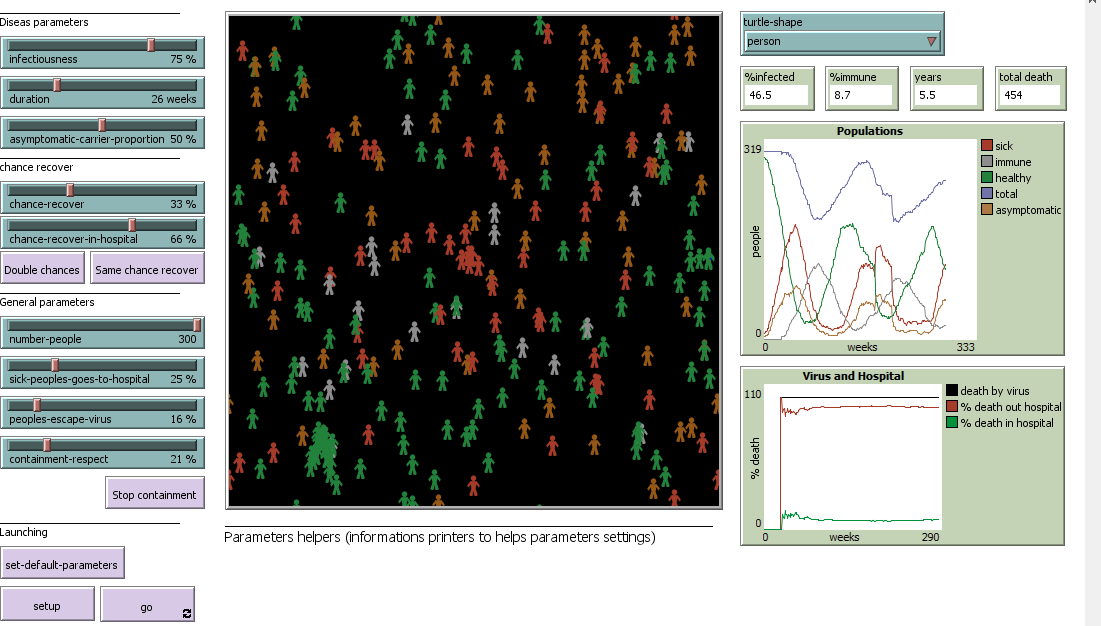 Diseas parameters
infectiousness 75 %
duration 26 weeks
asymptomatic-carrier-proportion 50 %
chance recover
chance-recover 33 %
chance-recover-in-hospital 66 %
Double chances Same chance recover
General parameters
number-people 300
sick-peoples-goes-to-hospital 25 %
peoples-escape-virus 16 %
containment-respect 21 %
Stop containment
Launching
set-default-parameters
setup go
Parameters helpers (informations printers to helps parameters settings)
turtle-shape
person
%infected %immune years total death
46.5 8.7 5.5 454
Populations
319
people
0
0 weeks 333
sick
immune
healthy
total
asymptomatic
Virus and Hospital
110
% death
0
0 weeks 290
death by virus
% death out hospital
% death in hospital